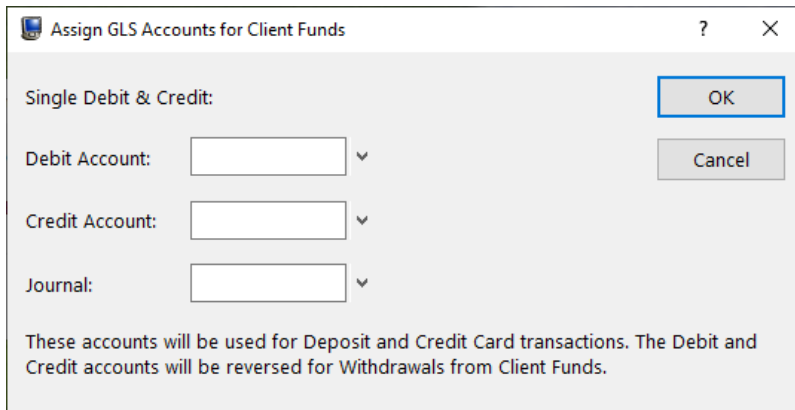 Assign GLS Accounts for Client Funds
?
Single Debit & Credit:
OK
Debit Account:
Cancel
Credit Account:
Journal:
These accounts will be used for Deposit and Credit Card transactions. The Debit and
Credit accounts will be reversed for Withdrawals from Client Funds.